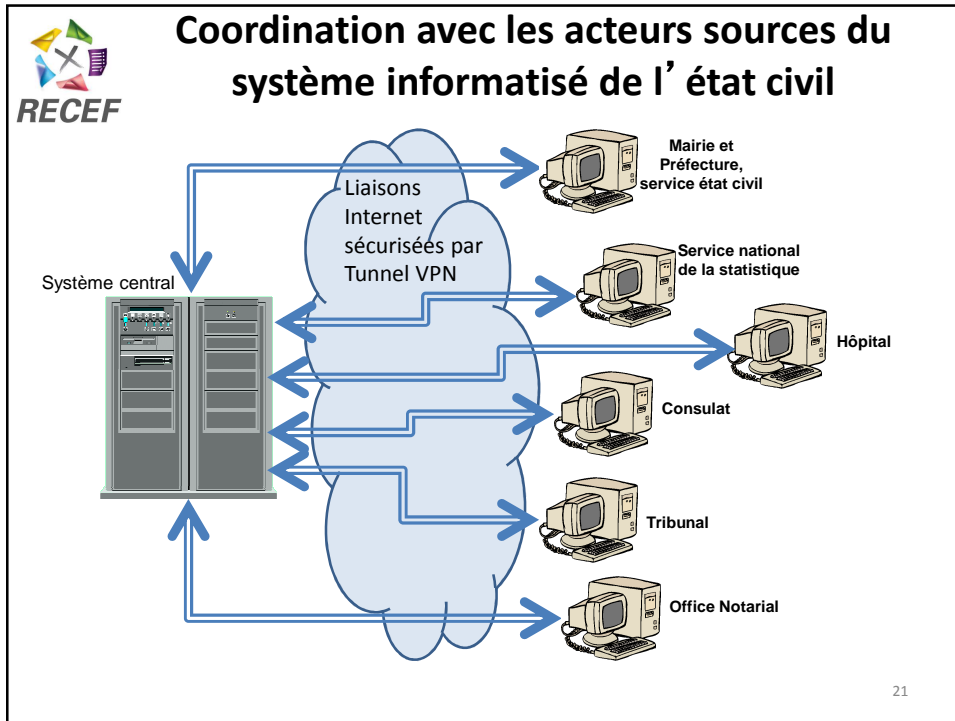 Coordination avec les acteurs sources du
système informatisé de l’état civil
RECEF
Mairie et
Préfecture,
service état civil
Liaisons
Internet
sécurisées par
Tunnel VPN
Service national
de la statistique
Système central
Hôpital
Consulat
Tribunal
Office Notarial
21